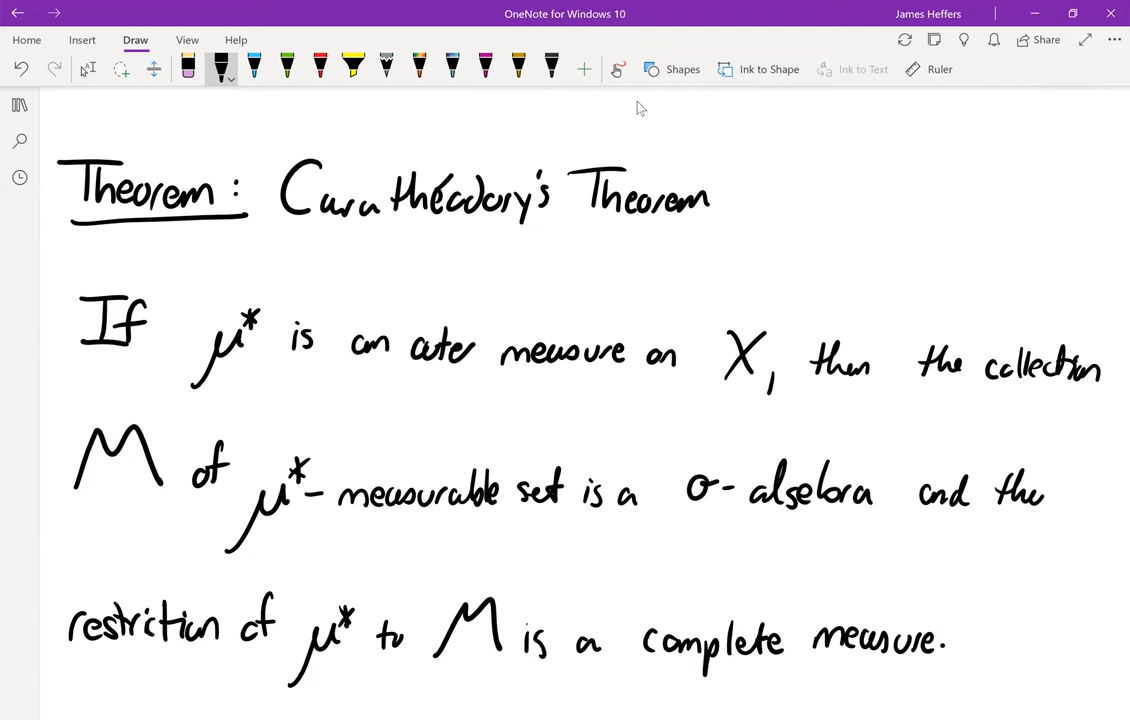 OneNote for Windows 10
James Heffers
Home Insert Draw View Help
Share
Shapes Ink to Shape Ink to Text Ruler
Theorem: Carathéodory's Theorem
If μ* is an outer measure on X, then the collection
M of μ*-measurable set is a σ-algebra and the
restriction of μ* to M is a complete measure.